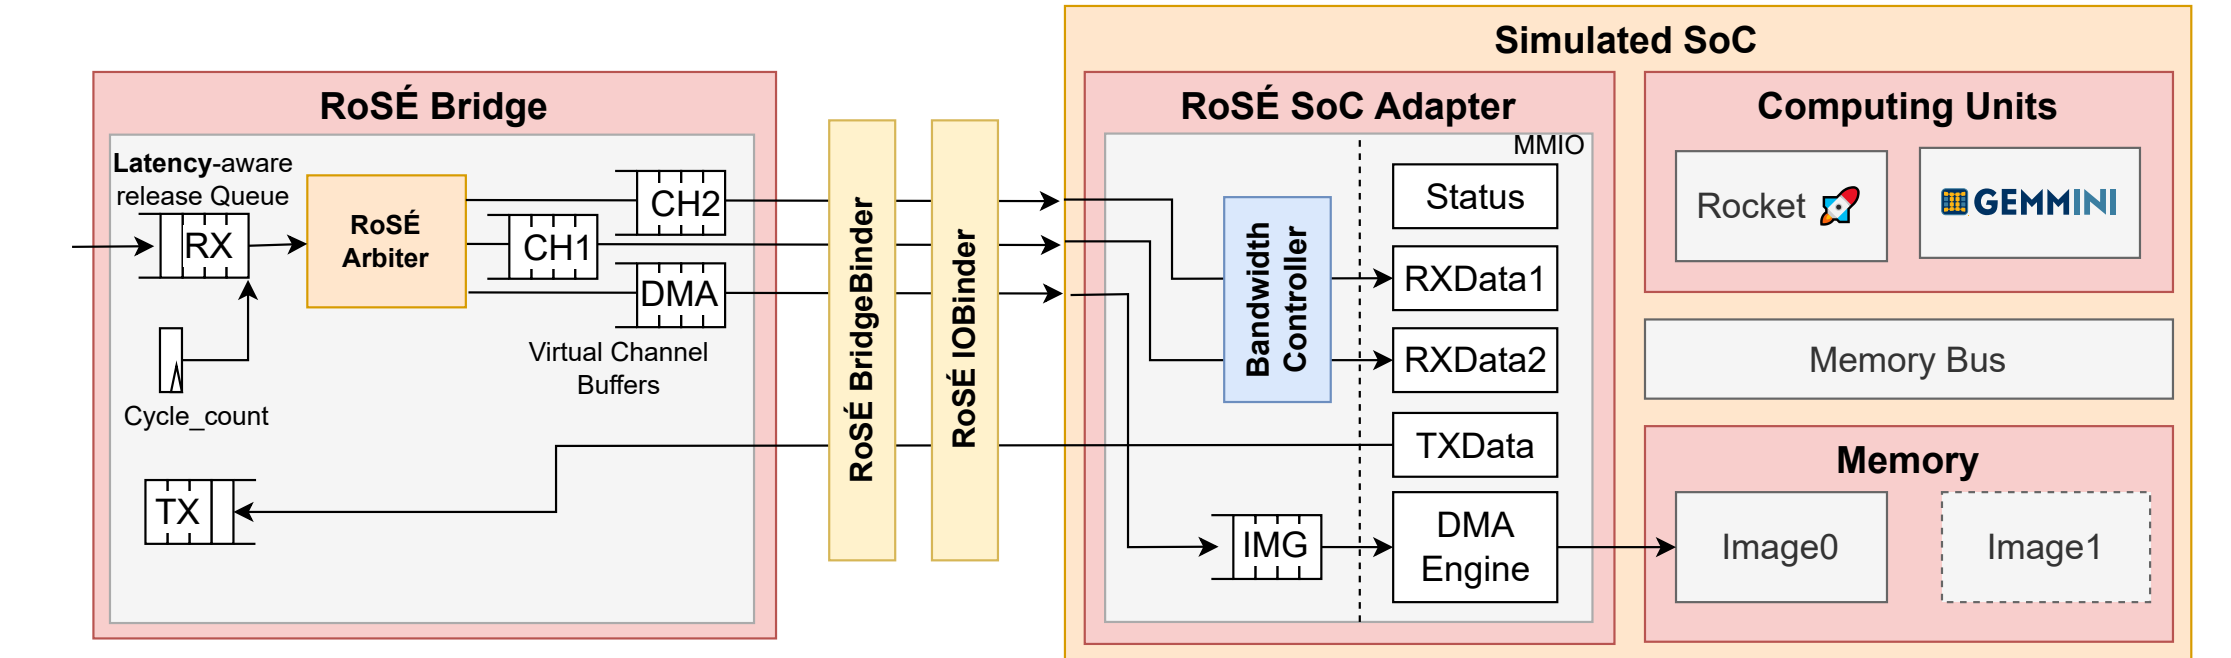 Simulated SoC
RoSÉ Bridge
Latency-aware
release Queue
RX
RoSÉ
Arbiter
CH2
CH1
DMA
Virtual Channel
Buffers
Cycle_count
TX
RoSÉ BridgeBinder
RoSÉ IOBinder
RoSÉ SoC Adapter
MMIO
Bandwidth
Controller
Status
RXData1
RXData2
TXData
IMG
DMA
Engine
Computing Units
Rocket
GEMMINI
Memory Bus
Memory
Image0
Image1